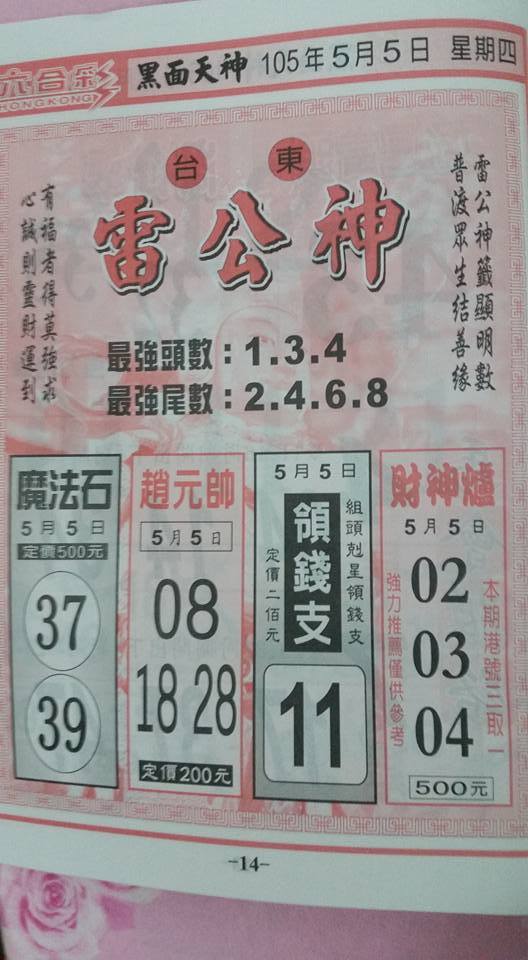 六合彩
HONGKONG
黑面天神 105年5月5日 星期四
台東
雷公神
雷公神籤顯明數
普渡眾生結善緣
有福者得莫強求
心誠則靈財運到
最強頭數：1.3.4
最強尾數：2.4.6.8
魔法石
5月5日
定價500元
37
39
趙元帥
5月5日
08
18 28
定價200元
5月5日
組頭剋星領錢支
領錢支
定價二佰元
11
財神爐
5月5日
本期港號三取一
02
03
04
強力推薦僅供參考
500元
-14-